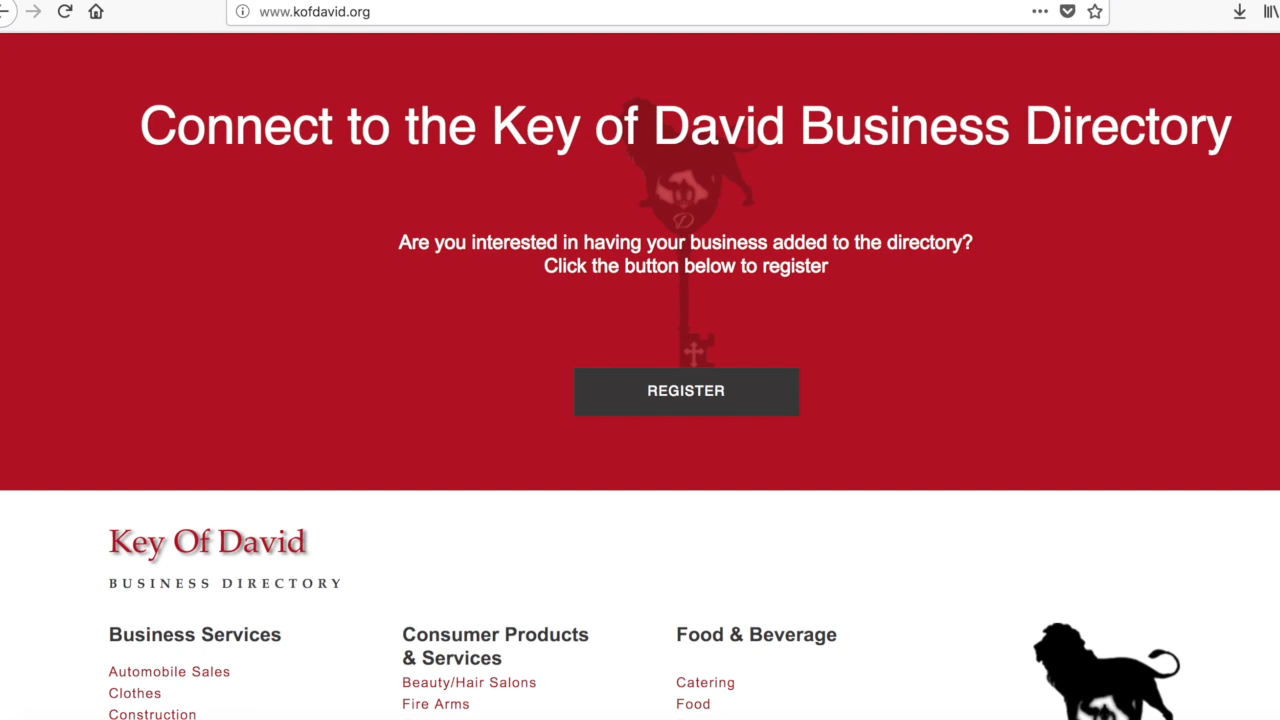 www.kofdavid.org
Connect to the Key of David Business Directory
D
Are you interested in having your business added to the directory?
Click the button below to register
REGISTER
Key Of David
BUSINESS DIRECTORY
Business Services
Automobile Sales
Clothes
Construction
Consumer Products
& Services
Beauty/Hair Salons
Fire Arms
Food & Beverage
Catering
Food